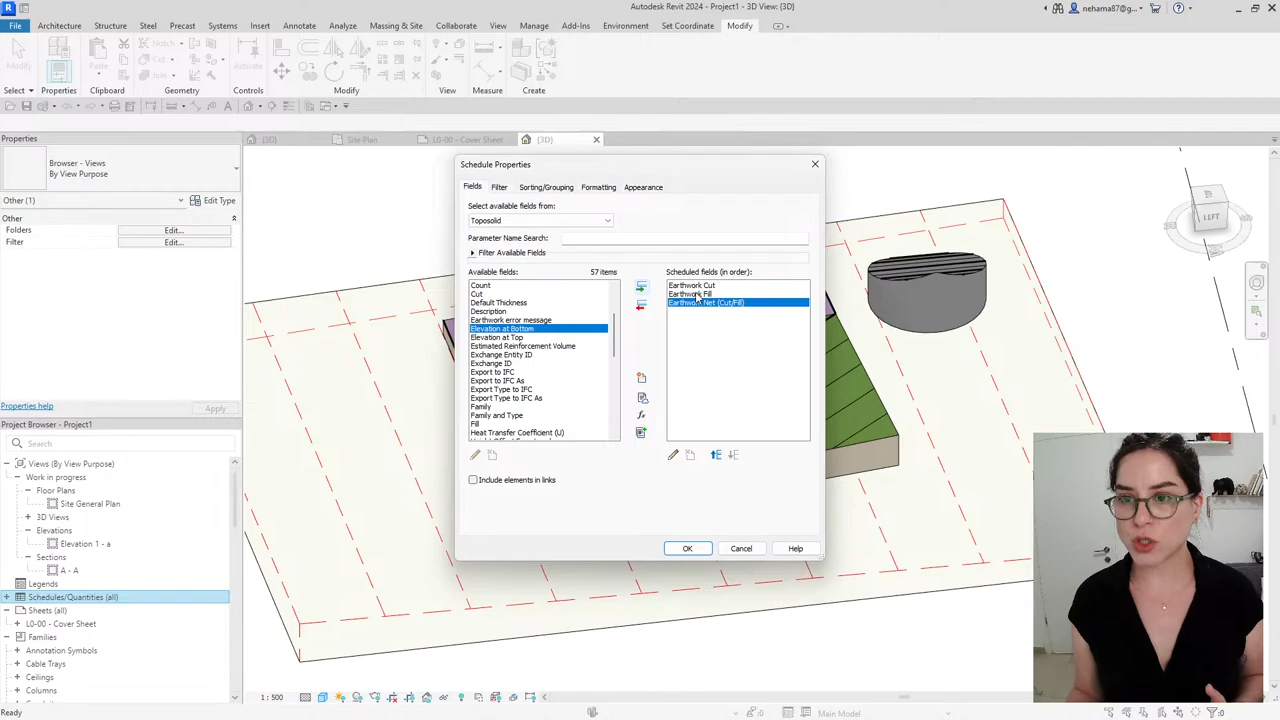 Autodesk Revit 2024 - Project1 - 3D View: (3D)
nehama87@g...
File Architecture Structure Steel Precast Systems Insert Annotate Analyze Massing & Site Collaborate View Manage Add-Ins Environment Set Coordinate Modify
Modify Paste Notch Cut Join Activate
Select Properties Clipboard Geometry Controls Modify View Measure Create
(3D) Site Plan L0-00 - Cover Sheet (3D)
Properties
Browser - Views
By View Purpose
Other (1) Edit Type
Other
Folders Edit...
Filter Edit...
Properties help Apply
Project Browser - Project1
Search
Views (By View Purpose)
Work in progress
Floor Plans
Site General Plan
3D Views
Elevations
Elevation 1 - a
Sections
A - A
Legends
Schedules/Quantities (all)
Sheets (all)
L0-00 - Cover Sheet
Families
Annotation Symbols
Cable Trays
Ceilings
Columns
Schedule Properties
Fields Filter Sorting/Grouping Formatting Appearance
Select available fields from:
Toposolid
Parameter Name Search:
Filter Available Fields
Available fields: 57 items
Count
Cut
Default Thickness
Description
Earthwork error message
Elevation at Bottom
Elevation at Top
Estimated Reinforcement Volume
Exchange Entity ID
Exchange ID
Export to IFC
Export to IFC As
Export Type to IFC
Export Type to IFC As
Family
Family and Type
Fill
Heat Transfer Coefficient (U)
Scheduled fields (in order):
Earthwork Cut
Earthwork Fill
Earthwork Net (Cut/Fill)
Include elements in links
OK Cancel Help
LEFT
1 : 500
:0 Main Model :0